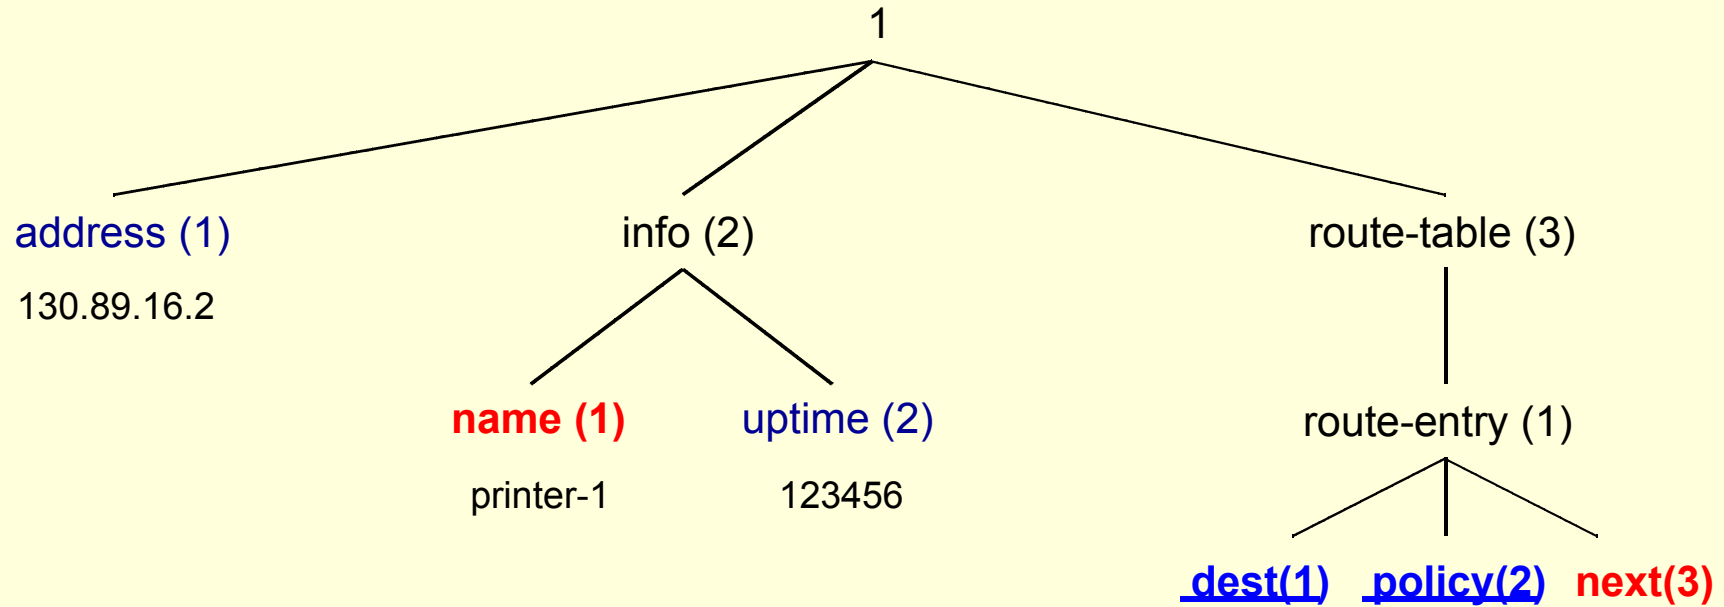 1
address (1) info (2) route-table (3)
130.89.16.2
name (1) uptime (2) route-entry (1)
printer-1 123456
dest(1) policy(2) next(3)